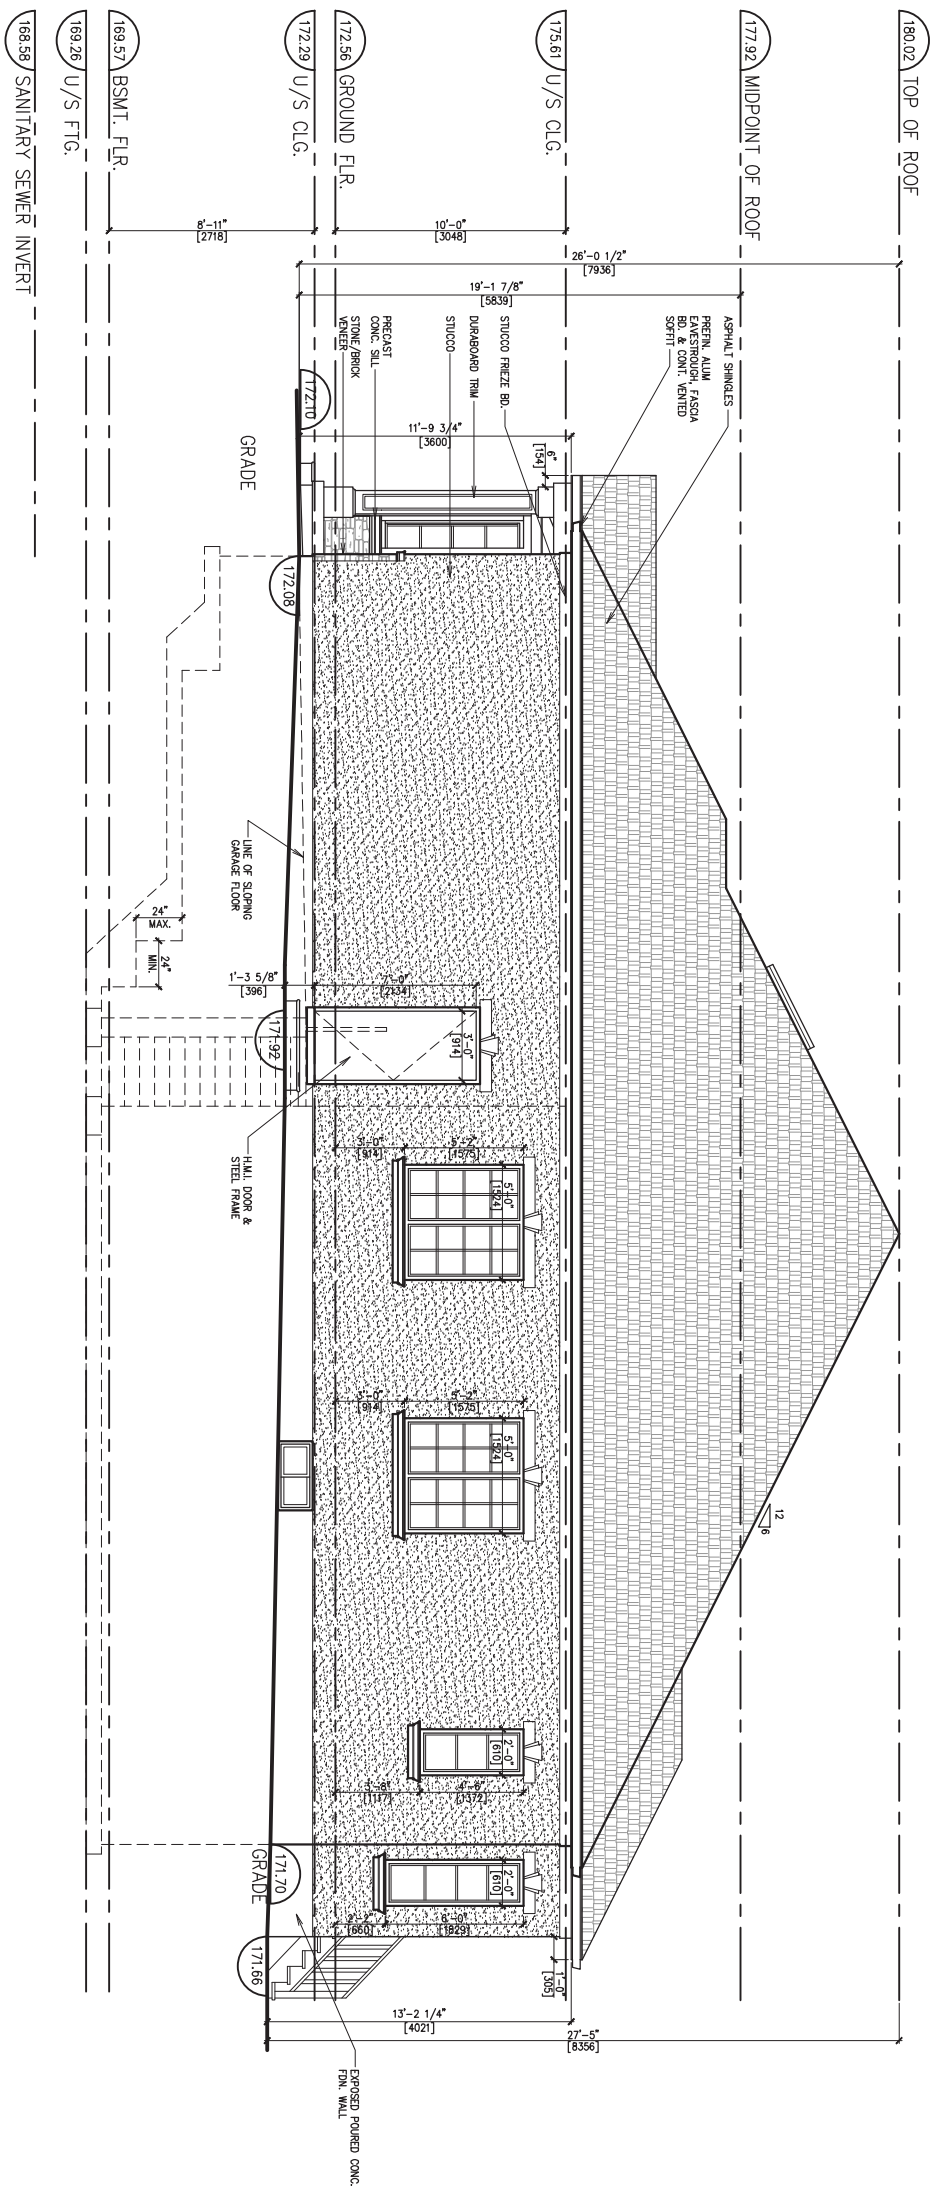 180.02 TOP OF ROOF
177.92 MIDPOINT OF ROOF
175.61 U/S CLG.
172.56 GROUND FLR.
172.29 U/S CLG.
169.57 BSMT. FLR.
169.26 U/S FTG.
168.58 SANITARY SEWER INVERT
10'-0"
[3048]
8'-11"
[2718]
26'-0 1/2"
[7936]
19'-1 7/8"
[5839]
ASPHALT SHINGLES
PREFIN. ALUM
EAVESTROUGH, FASCIA
BD. & CONT. VENTED
SOFFIT
STUCCO FRIEZE BD.
DURABOARD TRIM
STUCCO
PRECAST
CONC. SILL
STONE/BRICK
VENEER
172.10
GRADE
11'-9 3/4"
[3600]
6"
[154]
172.08
LINE OF SLOPING
GARAGE FLOOR
24"
MAX.
24"
MIN.
1'-3 5/8"
[396]
7'-0"
[2134]
3'-0"
[914]
171.92
H.M.I. DOOR &
STEEL FRAME
5'-2"
[1575]
3'-0"
[914]
5'-0"
[1524]
5'-2"
[1575]
3'-0"
[914]
5'-0"
[1524]
12
6
2'-0"
[610]
4'-6"
[1372]
3'-8"
[1117]
2'-0"
[610]
6'-0"
[1829]
2'-2"
[660]
171.70
GRADE
171.66
1'-0"
[305]
13'-2 1/4"
[4021]
27'-5"
[8356]
EXPOSED POURED CONC.
FDN. WALL